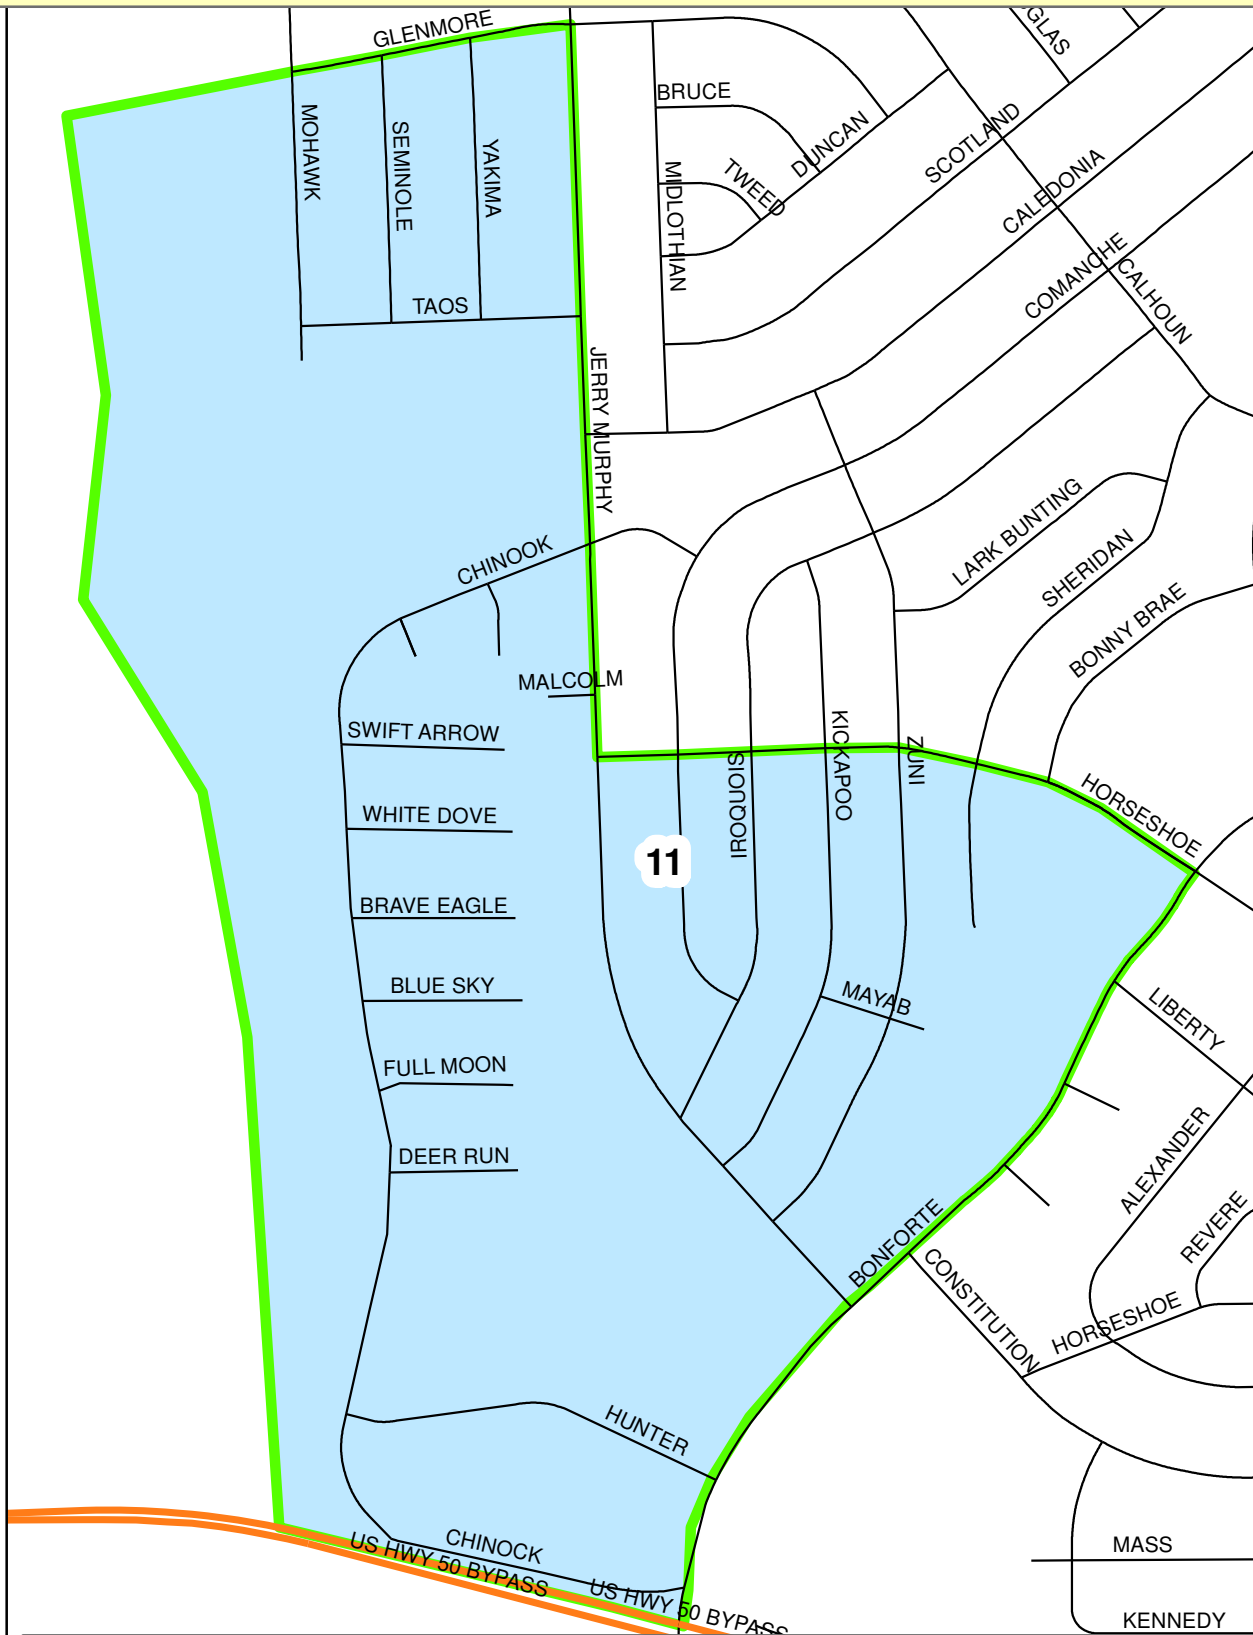 GLENMORE
GLAS
BRUCE
MOHAWK
SEMINOLE
YAKIMA
MIDLOTHIAN
TWEED
DUNCAN
SCOTLAND
CALEDONIA
COMANCHE
CALHOUN
TAOS
JERRY MURPHY
CHINOOK
LARK BUNTING
SHERIDAN
BONNY BRAE
MALCOLM
SWIFT ARROW
KICKAPOO
ZUNI
IROQUOIS
HORSESHOE
WHITE DOVE
11
BRAVE EAGLE
BLUE SKY
MAYAB
LIBERTY
FULL MOON
DEER RUN
ALEXANDER
REVERE
BONFORTE
CONSTITUTION
HORSESHOE
HUNTER
CHINOCK
US HWY 50 BYPASS
US HWY 50 BYPASS
MASS
KENNEDY